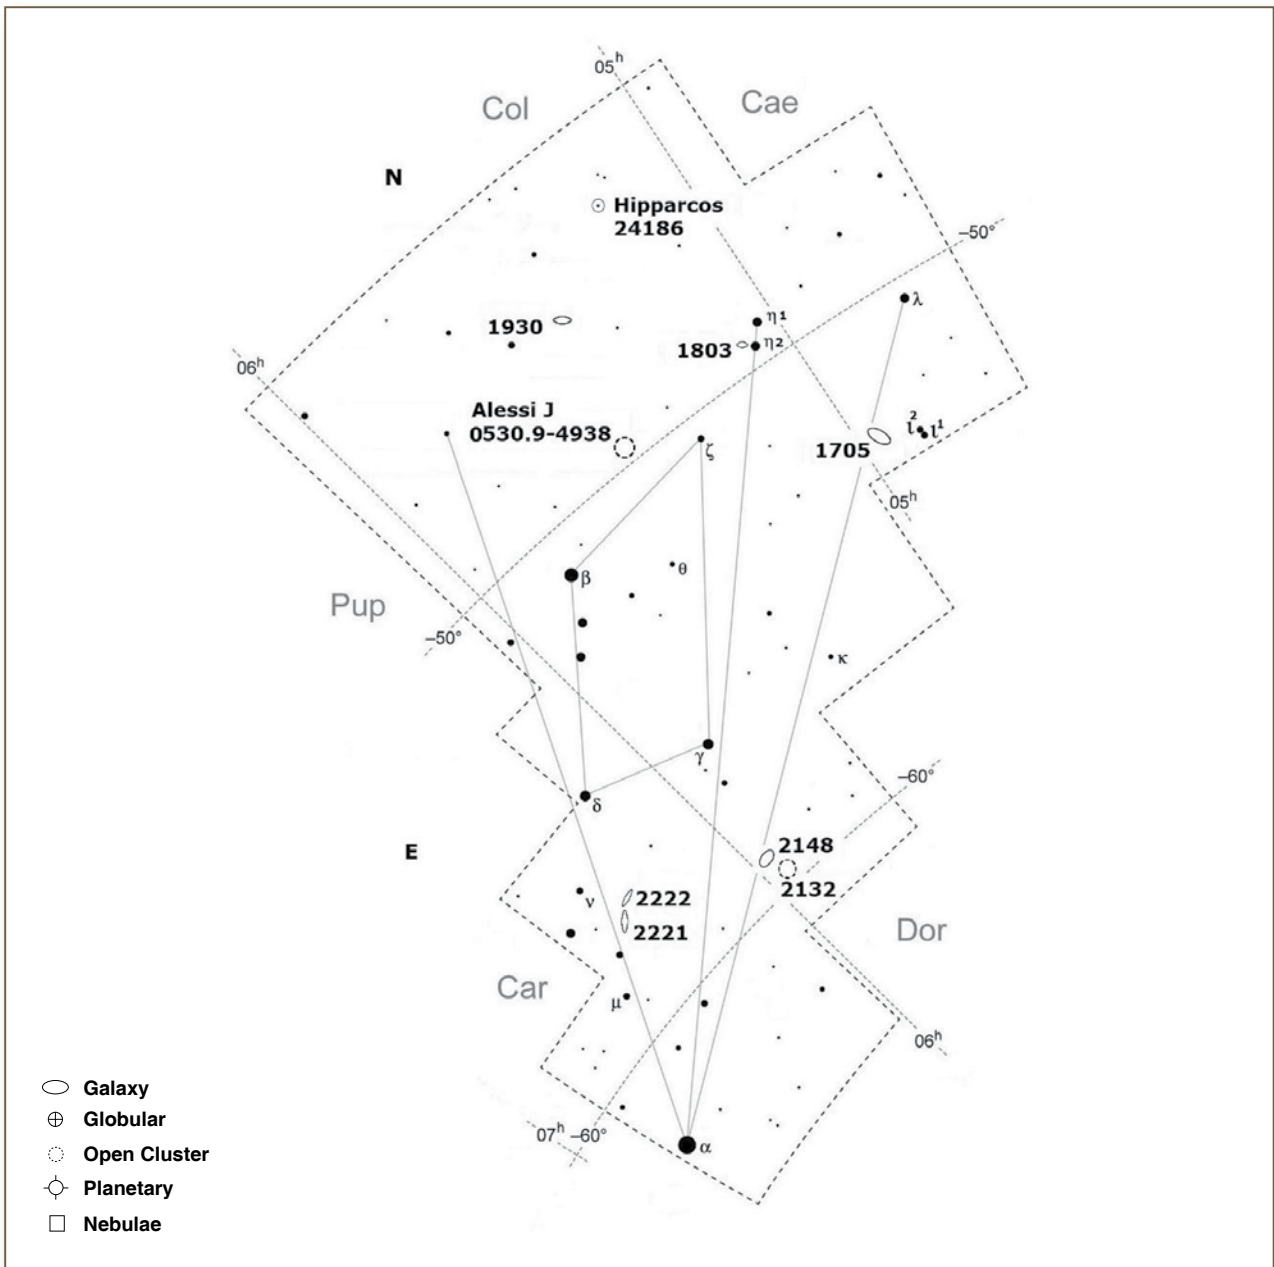 05h
Col
Cae
N
Hipparcos
24186
–50°
λ
η1
1930
η2
1803
06h
Alessi J
0530.9-4938
ζ
ι2
ι1
1705
05h
θ
β
Pup
–50°
κ
γ
–60°
δ
2148
E
2132
ν
2222
2221
Dor
Car
μ
06h
Galaxy
Globular
07h –60°
α
Open Cluster
Planetary
Nebulae